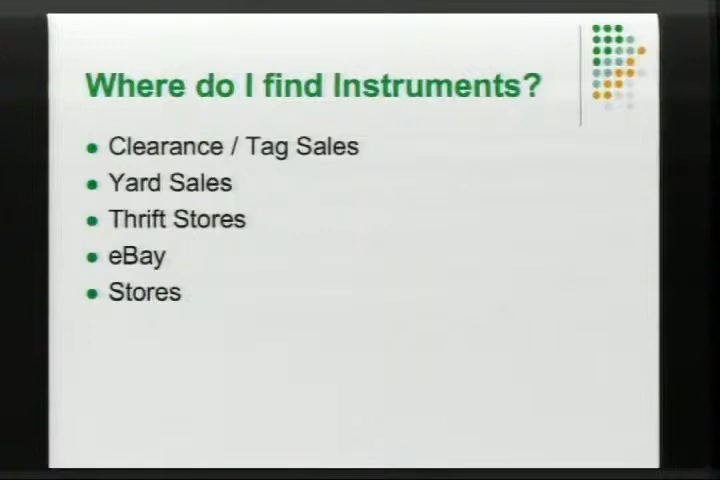 Where do I find Instruments?
Clearance / Tag Sales
Yard Sales
Thrift Stores
eBay
Stores